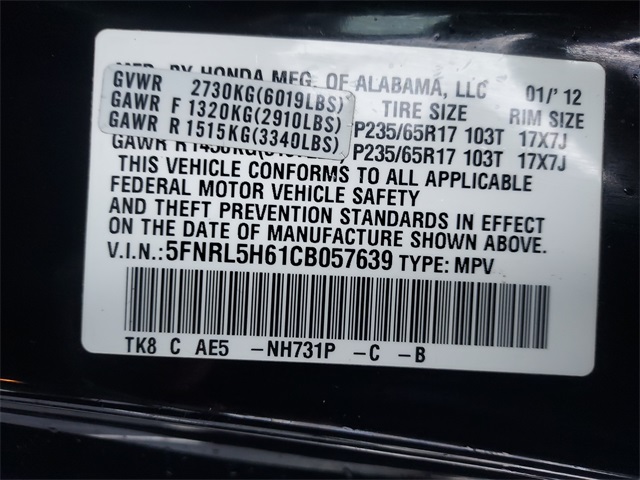 MFD. BY HONDA MFG. OF ALABAMA, LLC 01/'12
GVWR 2730KG(6019LBS) TIRE SIZE RIM SIZE
GAWR F 1320KG(2910LBS) P235/65R17 103T 17X7J
GAWR R 1515KG(3340LBS)
GAWR R P235/65R17 103T 17X7J
THIS VEHICLE CONFORMS TO ALL APPLICABLE
FEDERAL MOTOR VEHICLE SAFETY
AND THEFT PREVENTION STANDARDS IN EFFECT
ON THE DATE OF MANUFACTURE SHOWN ABOVE.
V.I.N.:5FNRL5H61CB057639 TYPE: MPV
TK8 C AE5 -NH731P -C -B